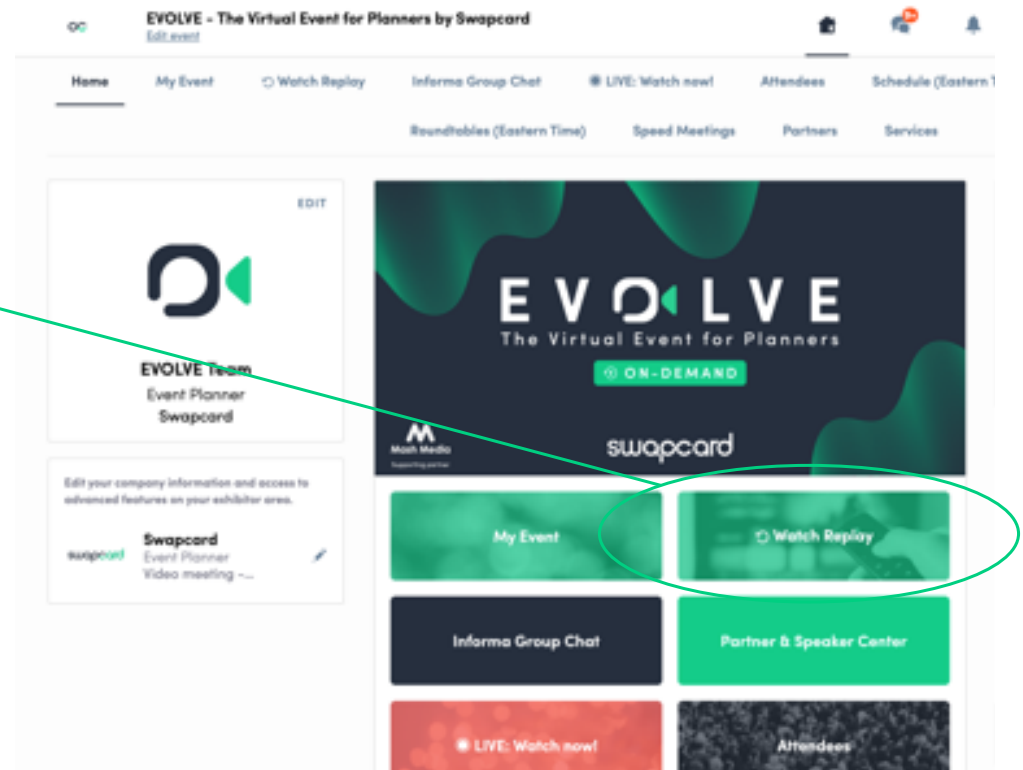 EVOLVE - The Virtual Event for Planners by Swapcard
Edit event
9+
Home My Event Watch Replay Informa Group Chat LIVE: Watch now! Attendees Schedule (Eastern T
Roundtables (Eastern Time) Speed Meetings Partners Services
EDIT
EVOLVE Team
Event Planner
Swapcard
Edit your company information and access to
advanced features on your exhibitor area.
swapcard
Swapcard
Event Planner
Video meeting -...
EVOLVE
The Virtual Event for Planners
ON-DEMAND
M
Mash Media
Supporting partner
swapcard
My Event
Watch Replay
Informa Group Chat
Partner & Speaker Center
LIVE: Watch now!
Attendees